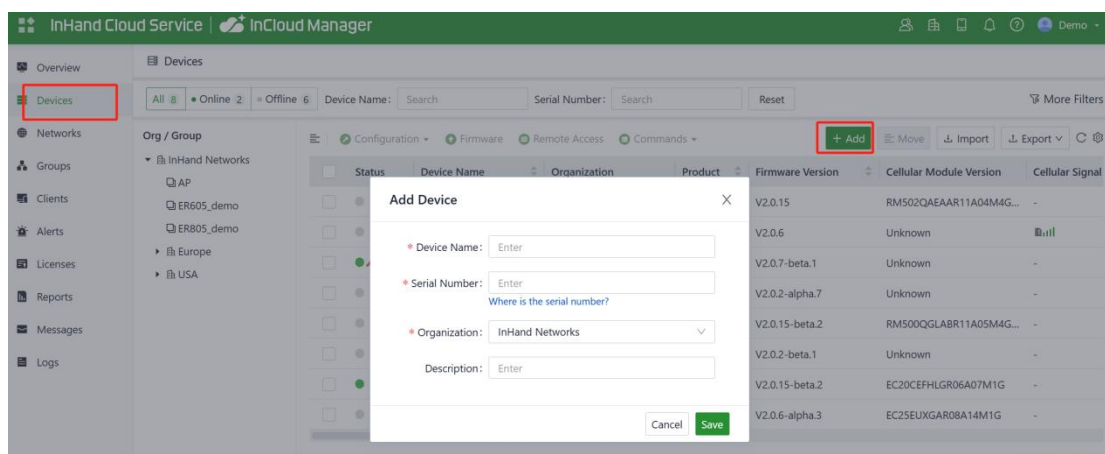 InHand Cloud Service | InCloud Manager
Demo
Overview
Devices
Networks
Groups
Clients
Alerts
Licenses
Reports
Messages
Logs
Devices
All 8 Online 2 Offline 6 Device Name: Search Serial Number: Search Reset More Filters
Org / Group
InHand Networks
AP
ER605_demo
ER805_demo
Europe
USA
Configuration Firmware Remote Access Commands + Add Move Import Export
Status Device Name Organization Product Firmware Version Cellular Module Version Cellular Signal
V2.0.15 RM502QAEAAR11A04M4G... -
V2.0.6 Unknown
V2.0.7-beta.1 Unknown -
V2.0.2-alpha.7 Unknown -
V2.0.15-beta.2 RM500QGLABR11A05M4G... -
V2.0.2-beta.1 Unknown -
V2.0.15-beta.2 EC20CEFHLGR06A07M1G -
V2.0.6-alpha.3 EC25EUXGAR08A14M1G -
Add Device
* Device Name: Enter
* Serial Number: Enter
Where is the serial number?
* Organization: InHand Networks
Description: Enter
Cancel Save